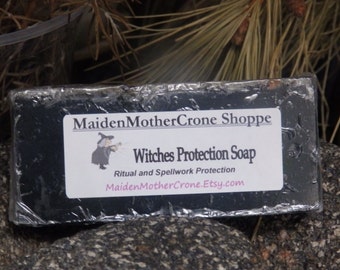 MaidenMotherCrone Shoppe
Witches Protection Soap
Ritual and Spellwork Protection
MaidenMotherCrone.Etsy.com